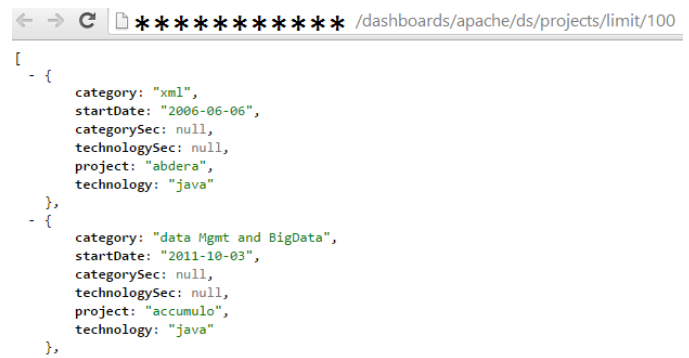 *********** /dashboards/apache/ds/projects/limit/100
[
- {
category: "xml",
startDate: "2006-06-06",
categorySec: null,
technologySec: null,
project: "abdera",
technology: "java"
},
- {
category: "data Mgmt and BigData",
startDate: "2011-10-03",
categorySec: null,
technologySec: null,
project: "accumulo",
technology: "java"
},